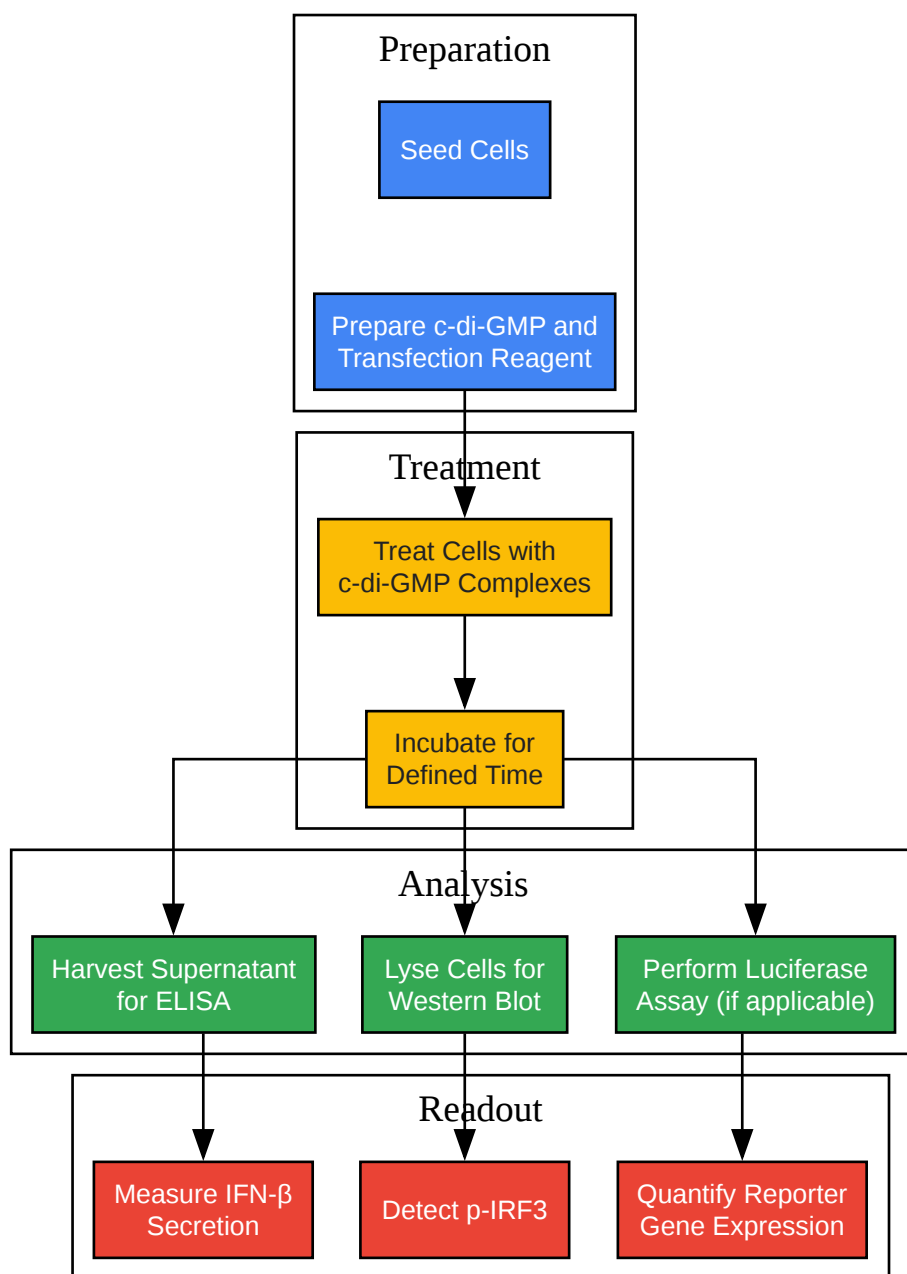 Preparation
Seed Cells
Prepare c-di-GMP and
Transfection Reagent
Treatment
Treat Cells with
c-di-GMP Complexes
Incubate for
Defined Time
Analysis
Harvest Supernatant
for ELISA
Lyse Cells for
Western Blot
Perform Luciferase
Assay (if applicable)
Readout
Measure IFN-β
Secretion
Detect p-IRF3
Quantify Reporter
Gene Expression